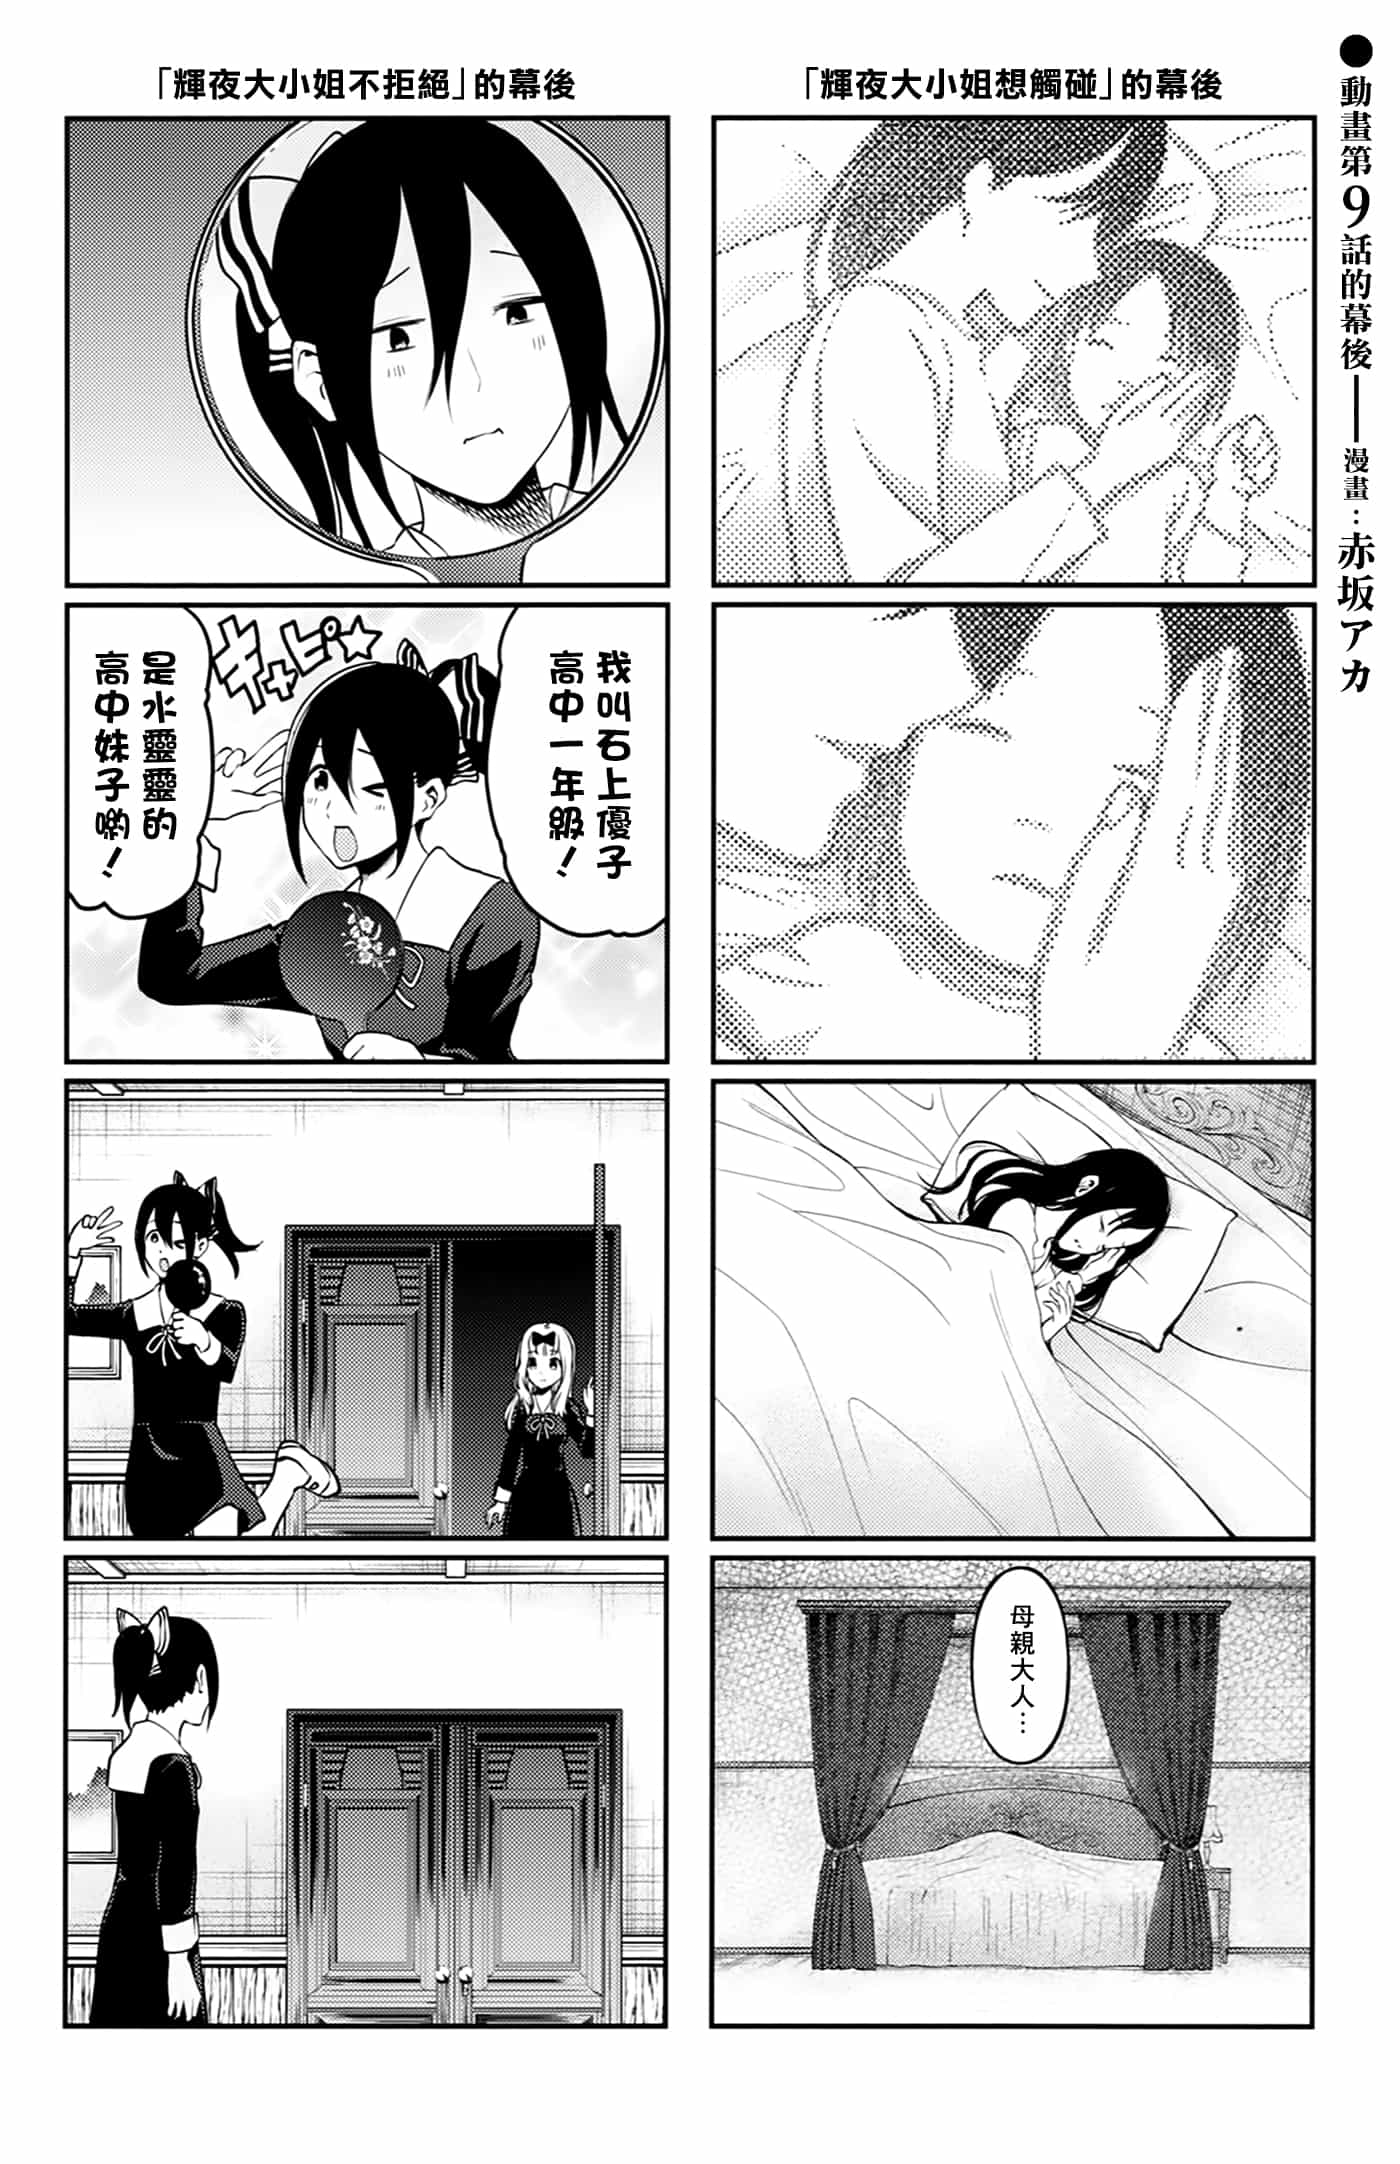 ●動畫第9話的幕後——漫畫：赤坂アカ
「輝夜大小姐想觸碰」的幕後
母親大人…
「輝夜大小姐不拒絕」的幕後
キャピ☆
我叫石上優子
高中一年級！
是水靈靈的
高中妹子喲！